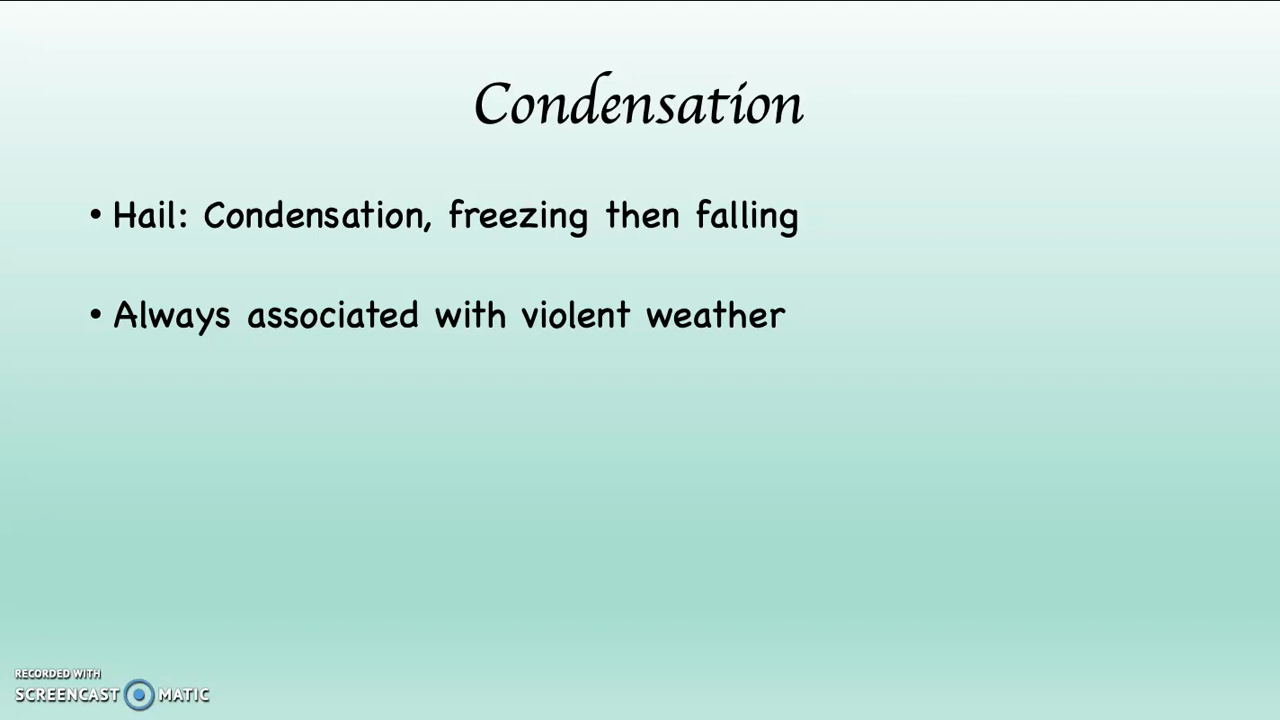 Condensation
• Hail: Condensation, freezing then falling
• Always associated with violent weather
RECORDED WITH
SCREENCAST MATIC